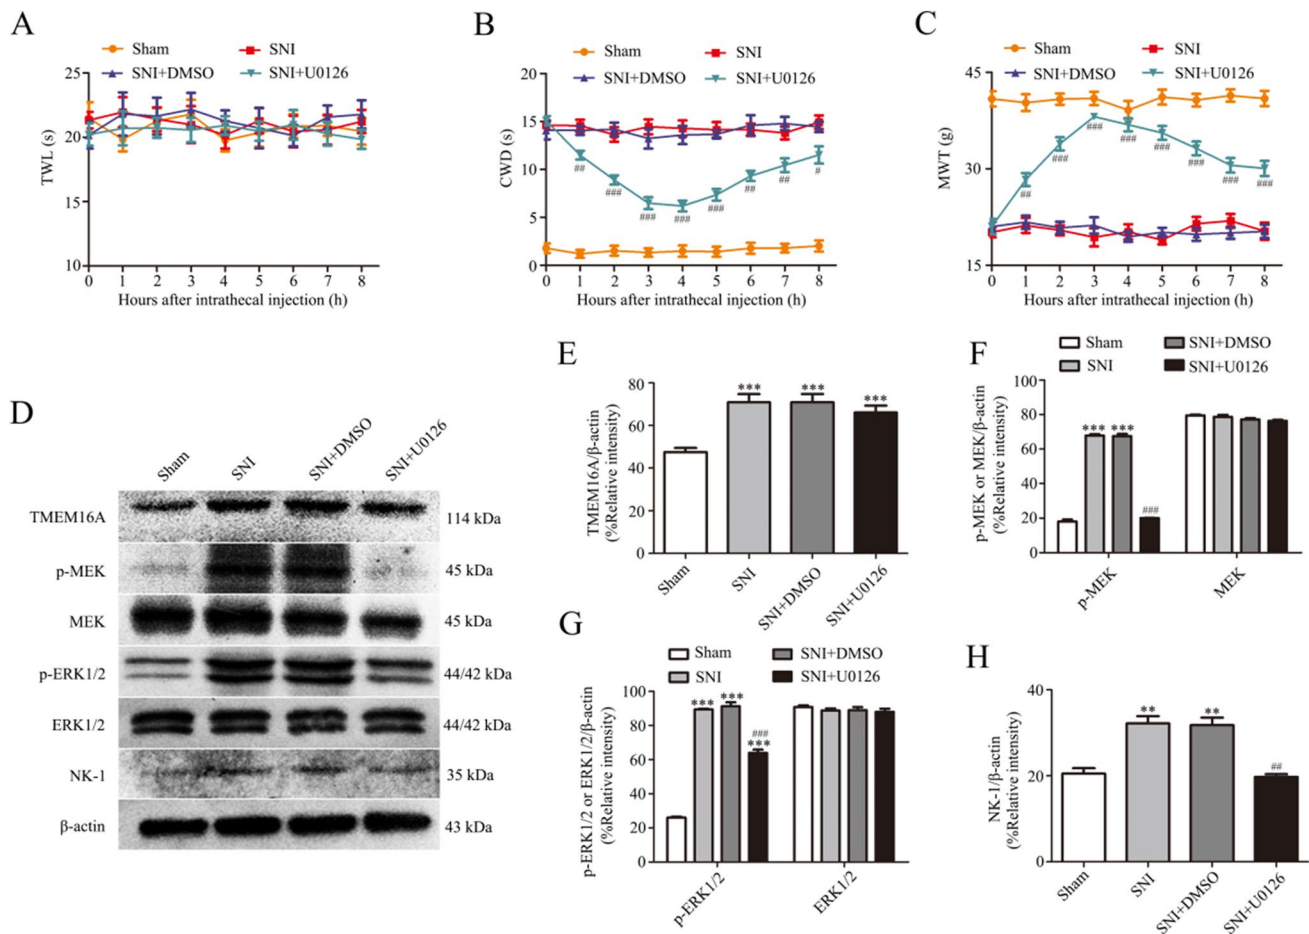 A
Sham
SNI
SNI+DMSO
SNI+U0126
25
20
15
10
TWL (s)
0 1 2 3 4 5 6 7 8
Hours after intrathecal injection (h)
B
Sham
SNI
SNI+DMSO
SNI+U0126
20
15
10
5
0
CWD (s)
## ### ### ### ### ## ## #
0 1 2 3 4 5 6 7 8
Hours after intrathecal injection (h)
C
Sham
SNI
SNI+DMSO
SNI+U0126
45
30
15
MWT (g)
## ### ### ### ### ### ### ###
0 1 2 3 4 5 6 7 8
Hours after intrathecal injection (h)
D
Sham
SNI
SNI+DMSO
SNI+U0126
TMEM16A
114 kDa
p-MEK
45 kDa
MEK
45 kDa
p-ERK1/2
44/42 kDa
ERK1/2
44/42 kDa
NK-1
35 kDa
β-actin
43 kDa
E
80
60
40
20
0
TMEM16A/β-actin
(%Relative intensity)
*** *** ***
Sham
SNI
SNI+DMSO
SNI+U0126
F
Sham
SNI+DMSO
SNI
SNI+U0126
100
80
60
40
20
0
p-MEK or MEK/β-actin
(%Relative intensity)
*** ***
###
p-MEK
MEK
G
Sham
SNI+DMSO
SNI
SNI+U0126
100
80
60
40
20
0
p-ERK1/2 or ERK1/2/β-actin
(%Relative intensity)
*** ***
###
***
p-ERK1/2
ERK1/2
H
40
20
0
NK-1/β-actin
(%Relative intensity)
** **
##
Sham
SNI
SNI+DMSO
SNI+U0126